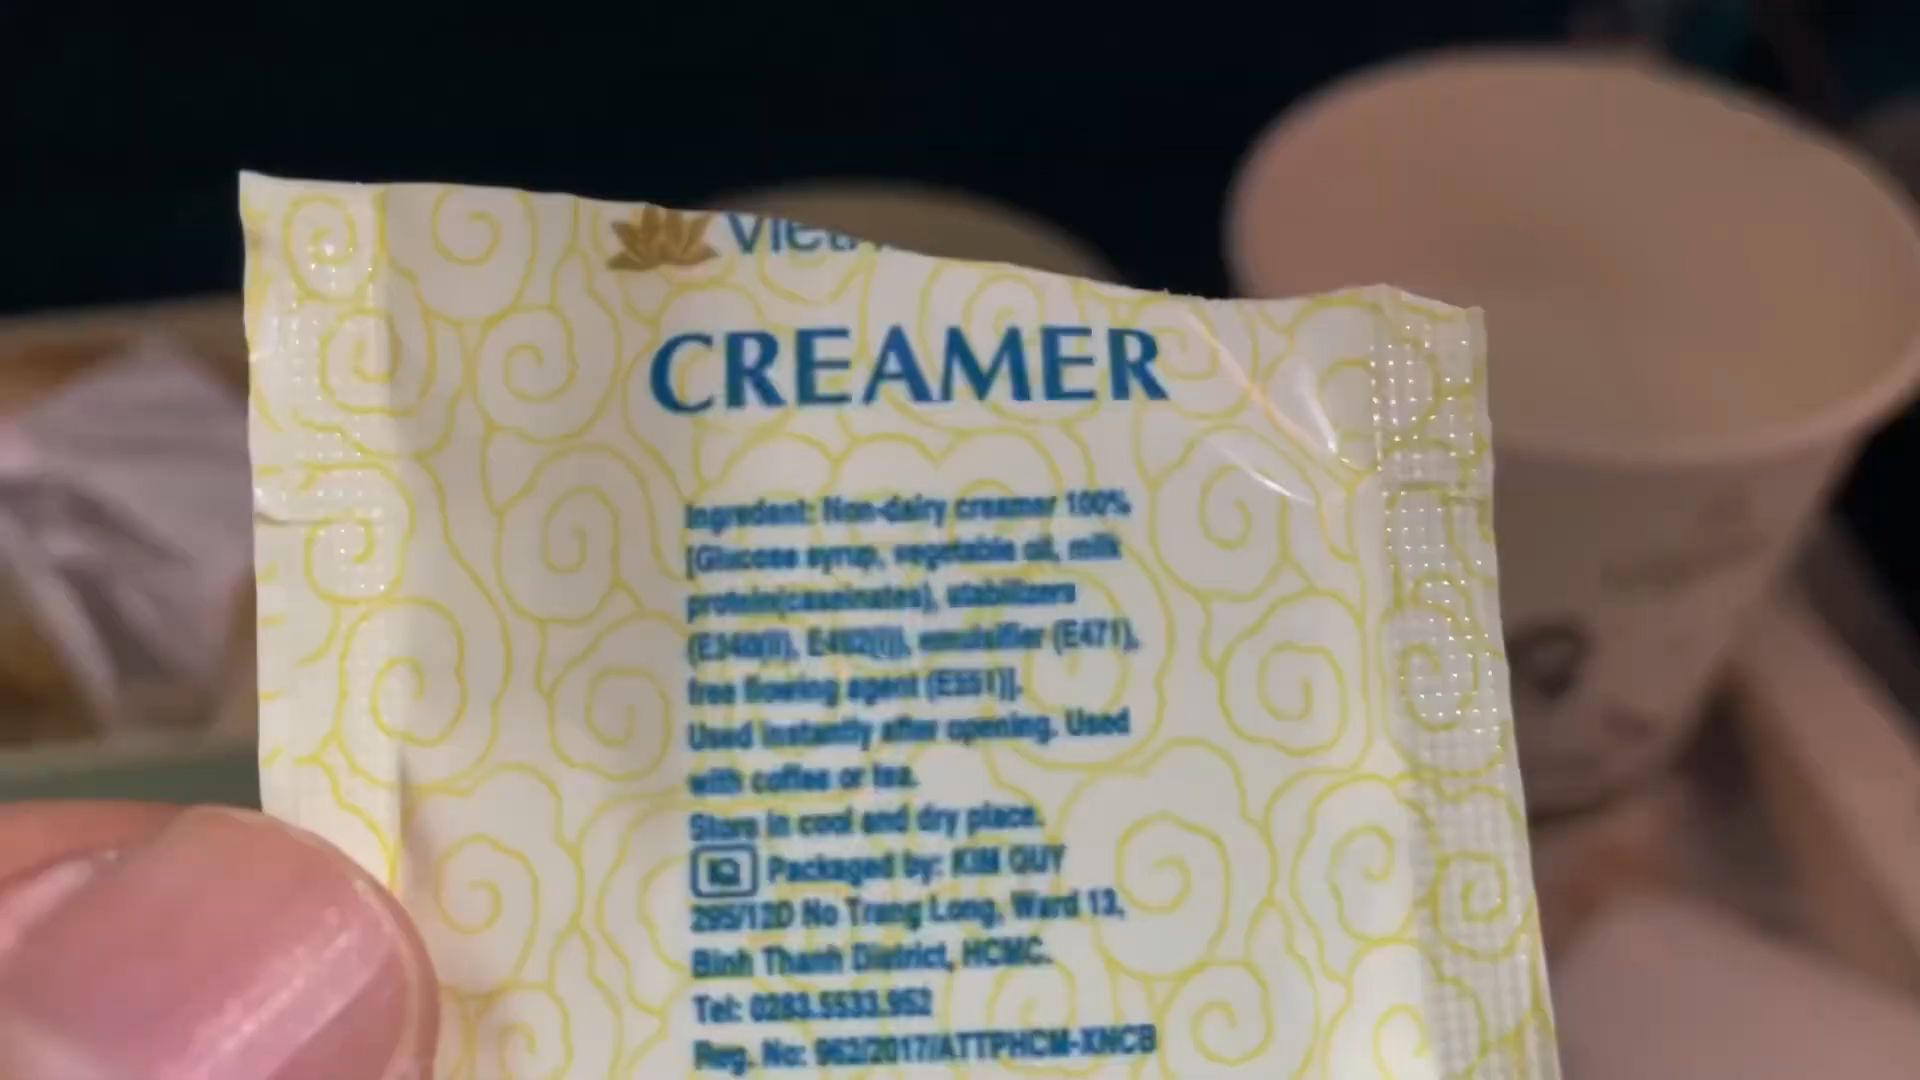 Viet
CREAMER
Ingredent: Non-dairy creamer 100%
[Glucose syrup, vegetable oil, milk
protein(caseinates), stabilizers
(E340(ii), E452(i)), emulsifier (E471),
free flowing agent (E551)].
Used instantly after opening. Used
with coffee or tea.
Store in cool and dry place.
KQ Packaged by: KIM QUY
295/12D No Trang Long, Ward 13,
Binh Thanh District, HCMC.
Tel: 0283.5533.952
Reg. No: 962/2017/ATTPHCM-XNCB